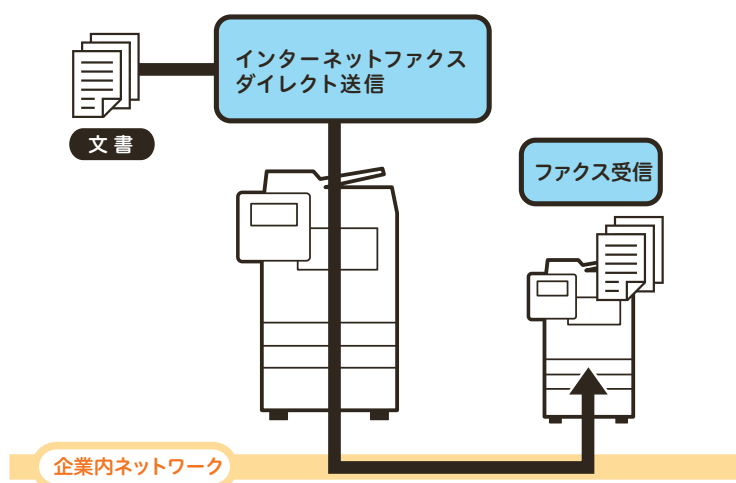 インターネットファクス
ダイレクト送信
文書
ファクス受信
企業内ネットワーク